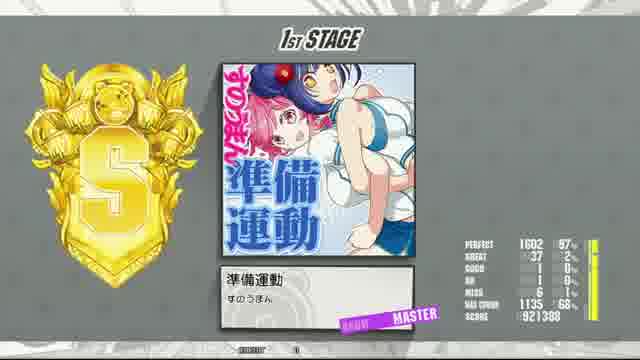 1ST STAGE
S
すのうまん
準備
運動
準備運動
すのうまん
MASTER
PERFECT 1602 97%
GREAT 37 2%
GOOD 1 0%
1 0%
MISS 6 1%
MAX COMBO 1135 68%
SCORE 921388